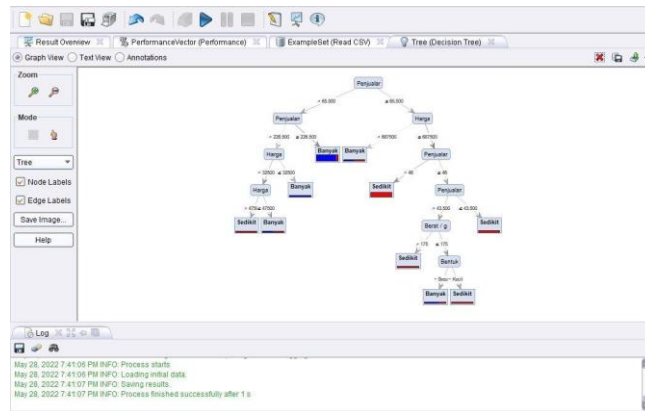 Result Overview
PerformanceVector (Performance)
ExampleSet (Read CSV)
Tree (Decision Tree)
Graph View
Text View
Annotations
Zoom
Mode
Tree
Node Labels
Edge Labels
Save Image...
Help
Penjualan
Penjualan
Harga
Harga
Banyak
Banyak
Penjualan
Harga
Banyak
Sedikit
Penjualan
Sedikit
Banyak
Berat / g
Sedikit
Sedikit
Bentuk
Banyak
Sedikit
Log
May 28, 2022 7:41:06 PM INFO: Process starts
May 28, 2022 7:41:06 PM INFO: Loading initial data.
May 28, 2022 7:41:07 PM INFO: Saving results.
May 28, 2022 7:41:07 PM INFO: Process finished successfully after 1 s